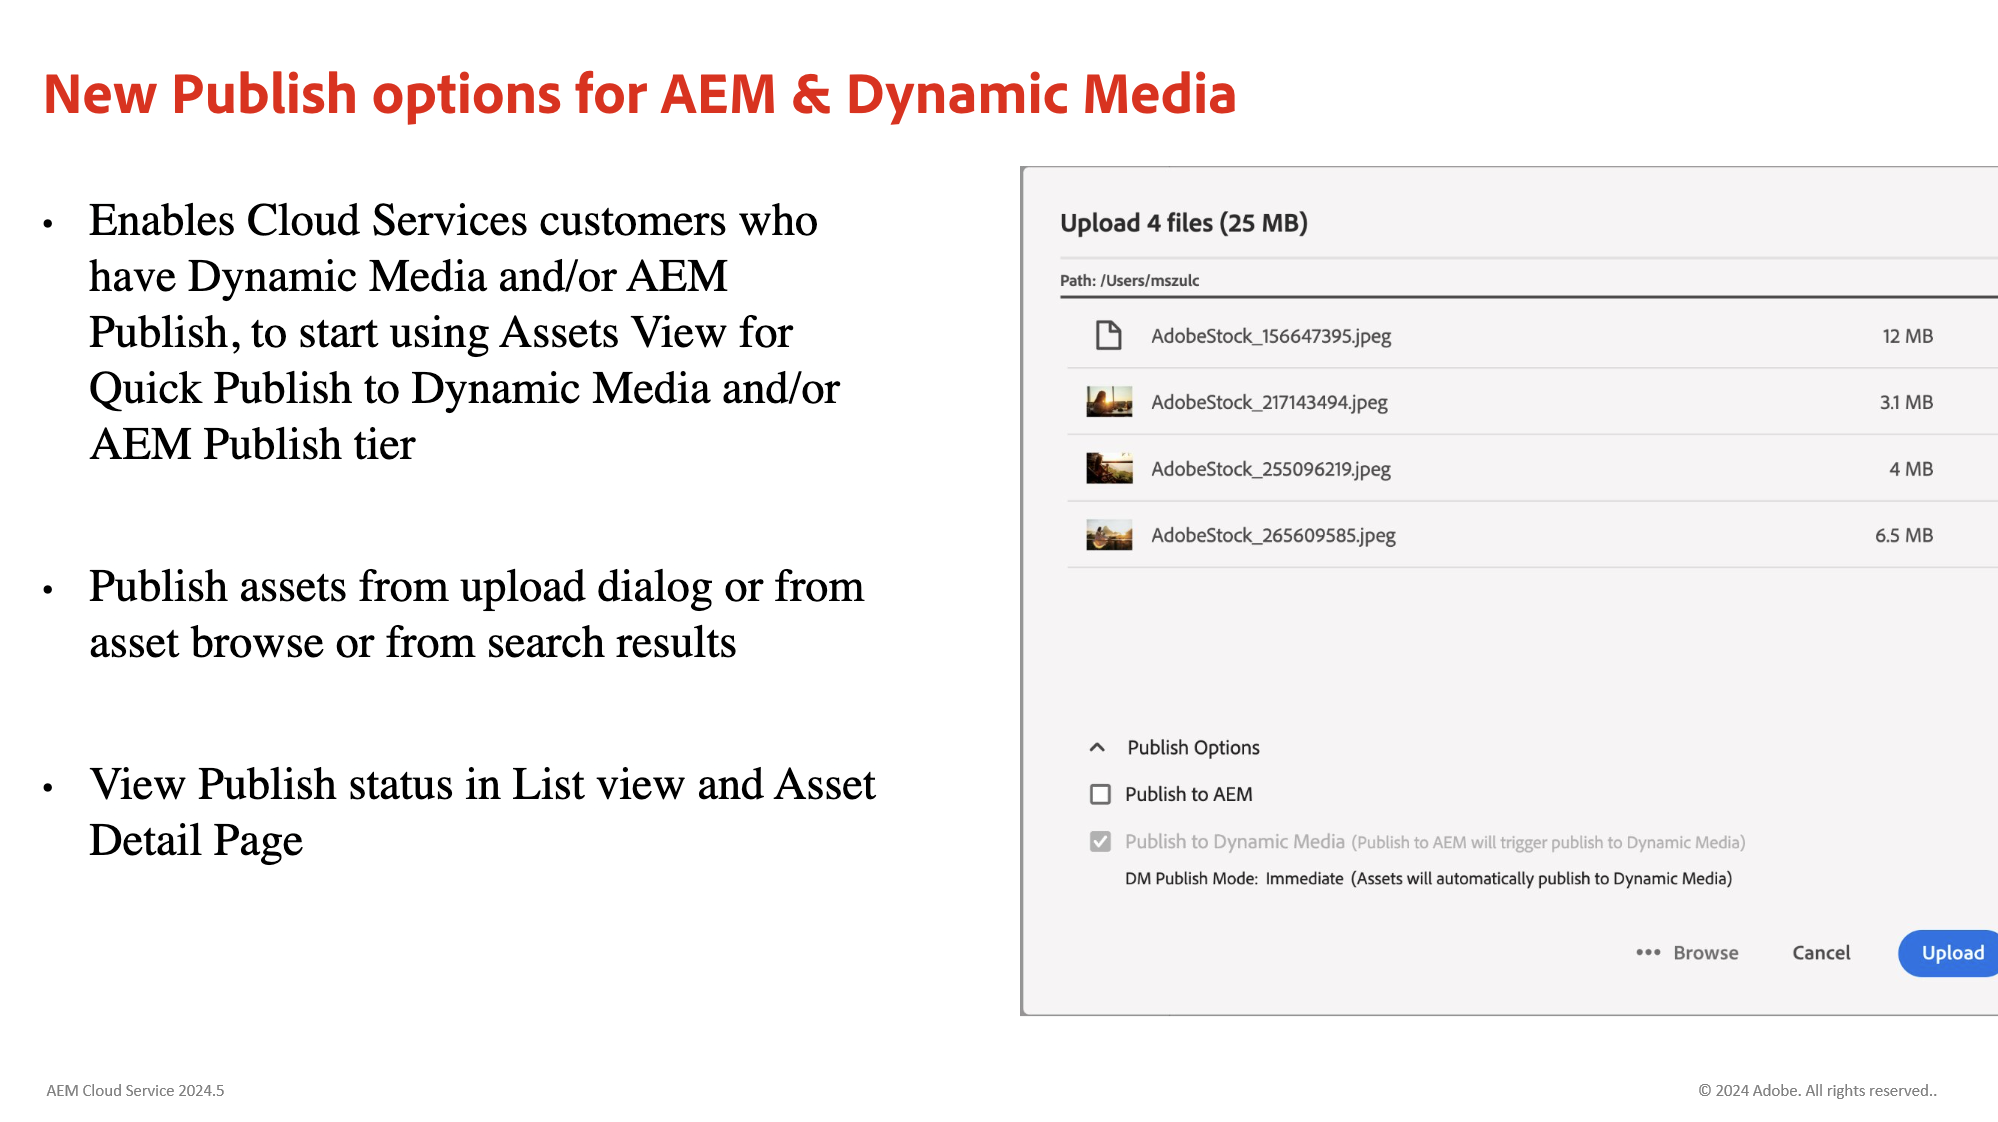 New Publish options for AEM & Dynamic Media
• Enables Cloud Services customers who
have Dynamic Media and/or AEM
Publish, to start using Assets View for
Quick Publish to Dynamic Media and/or
AEM Publish tier
• Publish assets from upload dialog or from
asset browse or from search results
• View Publish status in List view and Asset
Detail Page
Upload 4 files (25 MB)
Path: /Users/mszulc
AdobeStock_156647395.jpeg 12 MB
AdobeStock_217143494.jpeg 3.1 MB
AdobeStock_255096219.jpeg 4 MB
AdobeStock_265609585.jpeg 6.5 MB
Publish Options
Publish to AEM
Publish to Dynamic Media (Publish to AEM will trigger publish to Dynamic Media)
DM Publish Mode: Immediate (Assets will automatically publish to Dynamic Media)
••• Browse Cancel Upload
AEM Cloud Service 2024.5
© 2024 Adobe. All rights reserved..